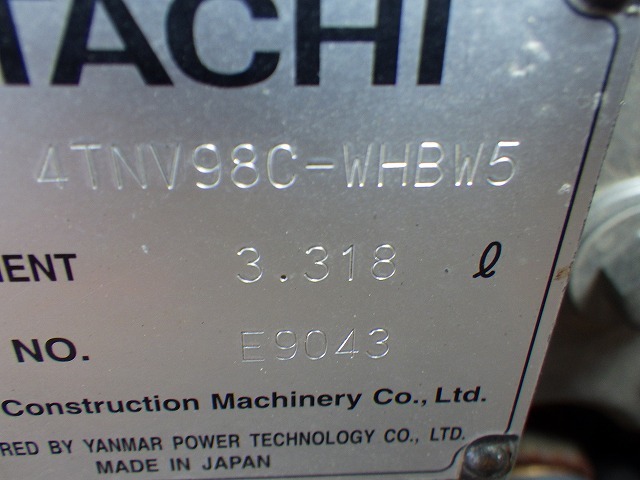 TACHI
4TNV98C-WHBW5
MENT 3.318 ℓ
NO. E9043
Construction Machinery Co., Ltd.
RED BY YANMAR POWER TECHNOLOGY CO., LTD.
MADE IN JAPAN